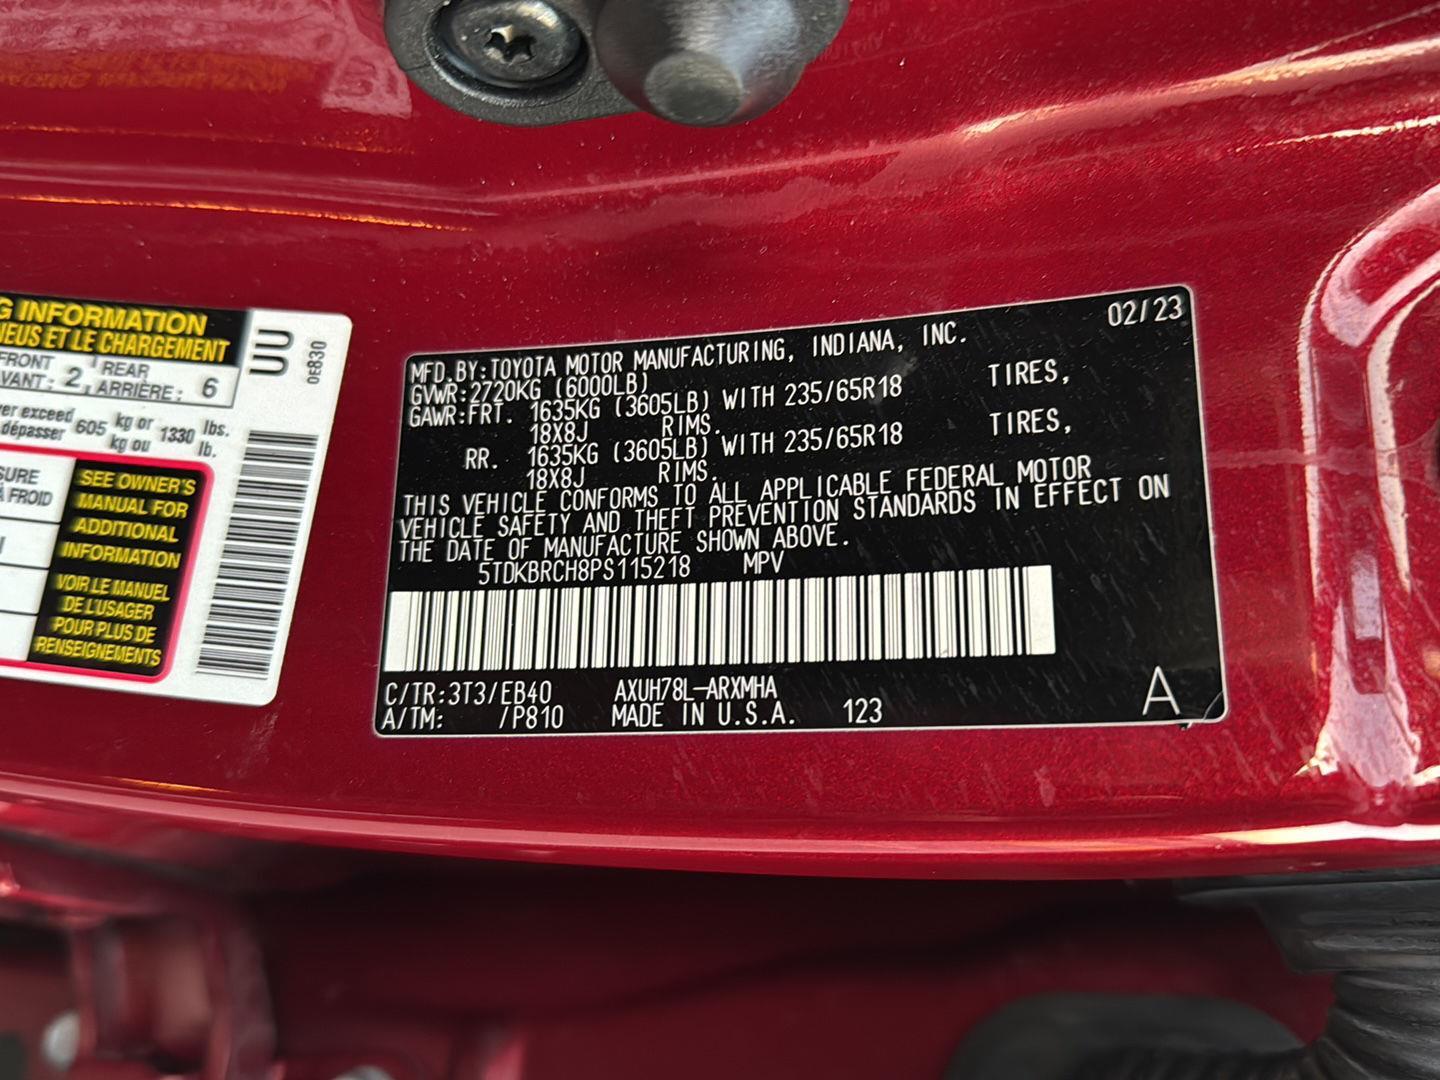 G INFORMATION
NEUS ET LE CHARGEMENT
FRONT REAR
VANT: 2 ARRIÈRE: 6
ver exceed 605 kg or 1330 lbs.
dépasser kg ou lb.
SURE
À FROID
SEE OWNER'S
MANUAL FOR
ADDITIONAL
INFORMATION
VOIR LE MANUEL
DE L'USAGER
POUR PLUS DE
RENSEIGNEMENTS
UU
0E830
02/23
MFD.BY:TOYOTA MOTOR MANUFACTURING, INDIANA, INC.
GVWR:2720KG (6000LB)
GAWR:FRT. 1635KG (3605LB) WITH 235/65R18 TIRES,
18X8J RIMS.
RR. 1635KG (3605LB) WITH 235/65R18 TIRES,
18X8J RIMS.
THIS VEHICLE CONFORMS TO ALL APPLICABLE FEDERAL MOTOR
VEHICLE SAFETY AND THEFT PREVENTION STANDARDS IN EFFECT ON
THE DATE OF MANUFACTURE SHOWN ABOVE.
5TDKBRCH8PS115218 MPV
C/TR:3T3/EB40 AXUH78L-ARXMHA
A/TM: /P810 MADE IN U.S.A. 123
A